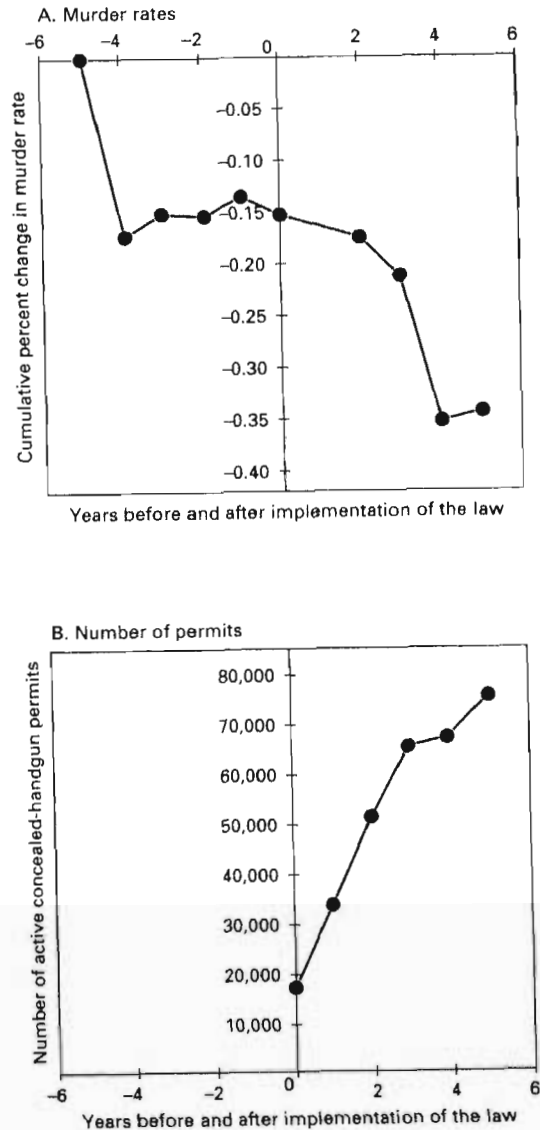 A. Murder rates
−6 −4 −2 0 2 4 6
−0.05
−0.10
−0.15
−0.20
−0.25
−0.30
−0.35
−0.40
Cumulative percent change in murder rate
Years before and after implementation of the law
B. Number of permits
80,000
70,000
60,000
50,000
40,000
30,000
20,000
10,000
Number of active concealed-handgun permits
−6 −4 −2 0 2 4 6
Years before and after implementation of the law